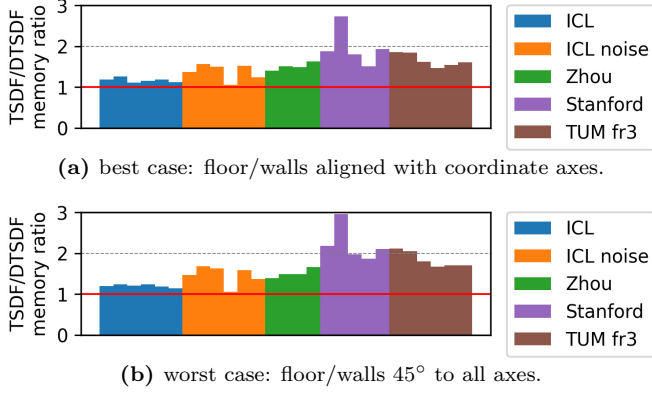 TSDF/DTSDF
memory ratio
3
2
1
0
ICL
ICL noise
Zhou
Stanford
TUM fr3
(a) best case: floor/walls aligned with coordinate axes.
TSDF/DTSDF
memory ratio
3
2
1
0
ICL
ICL noise
Zhou
Stanford
TUM fr3
(b) worst case: floor/walls 45° to all axes.